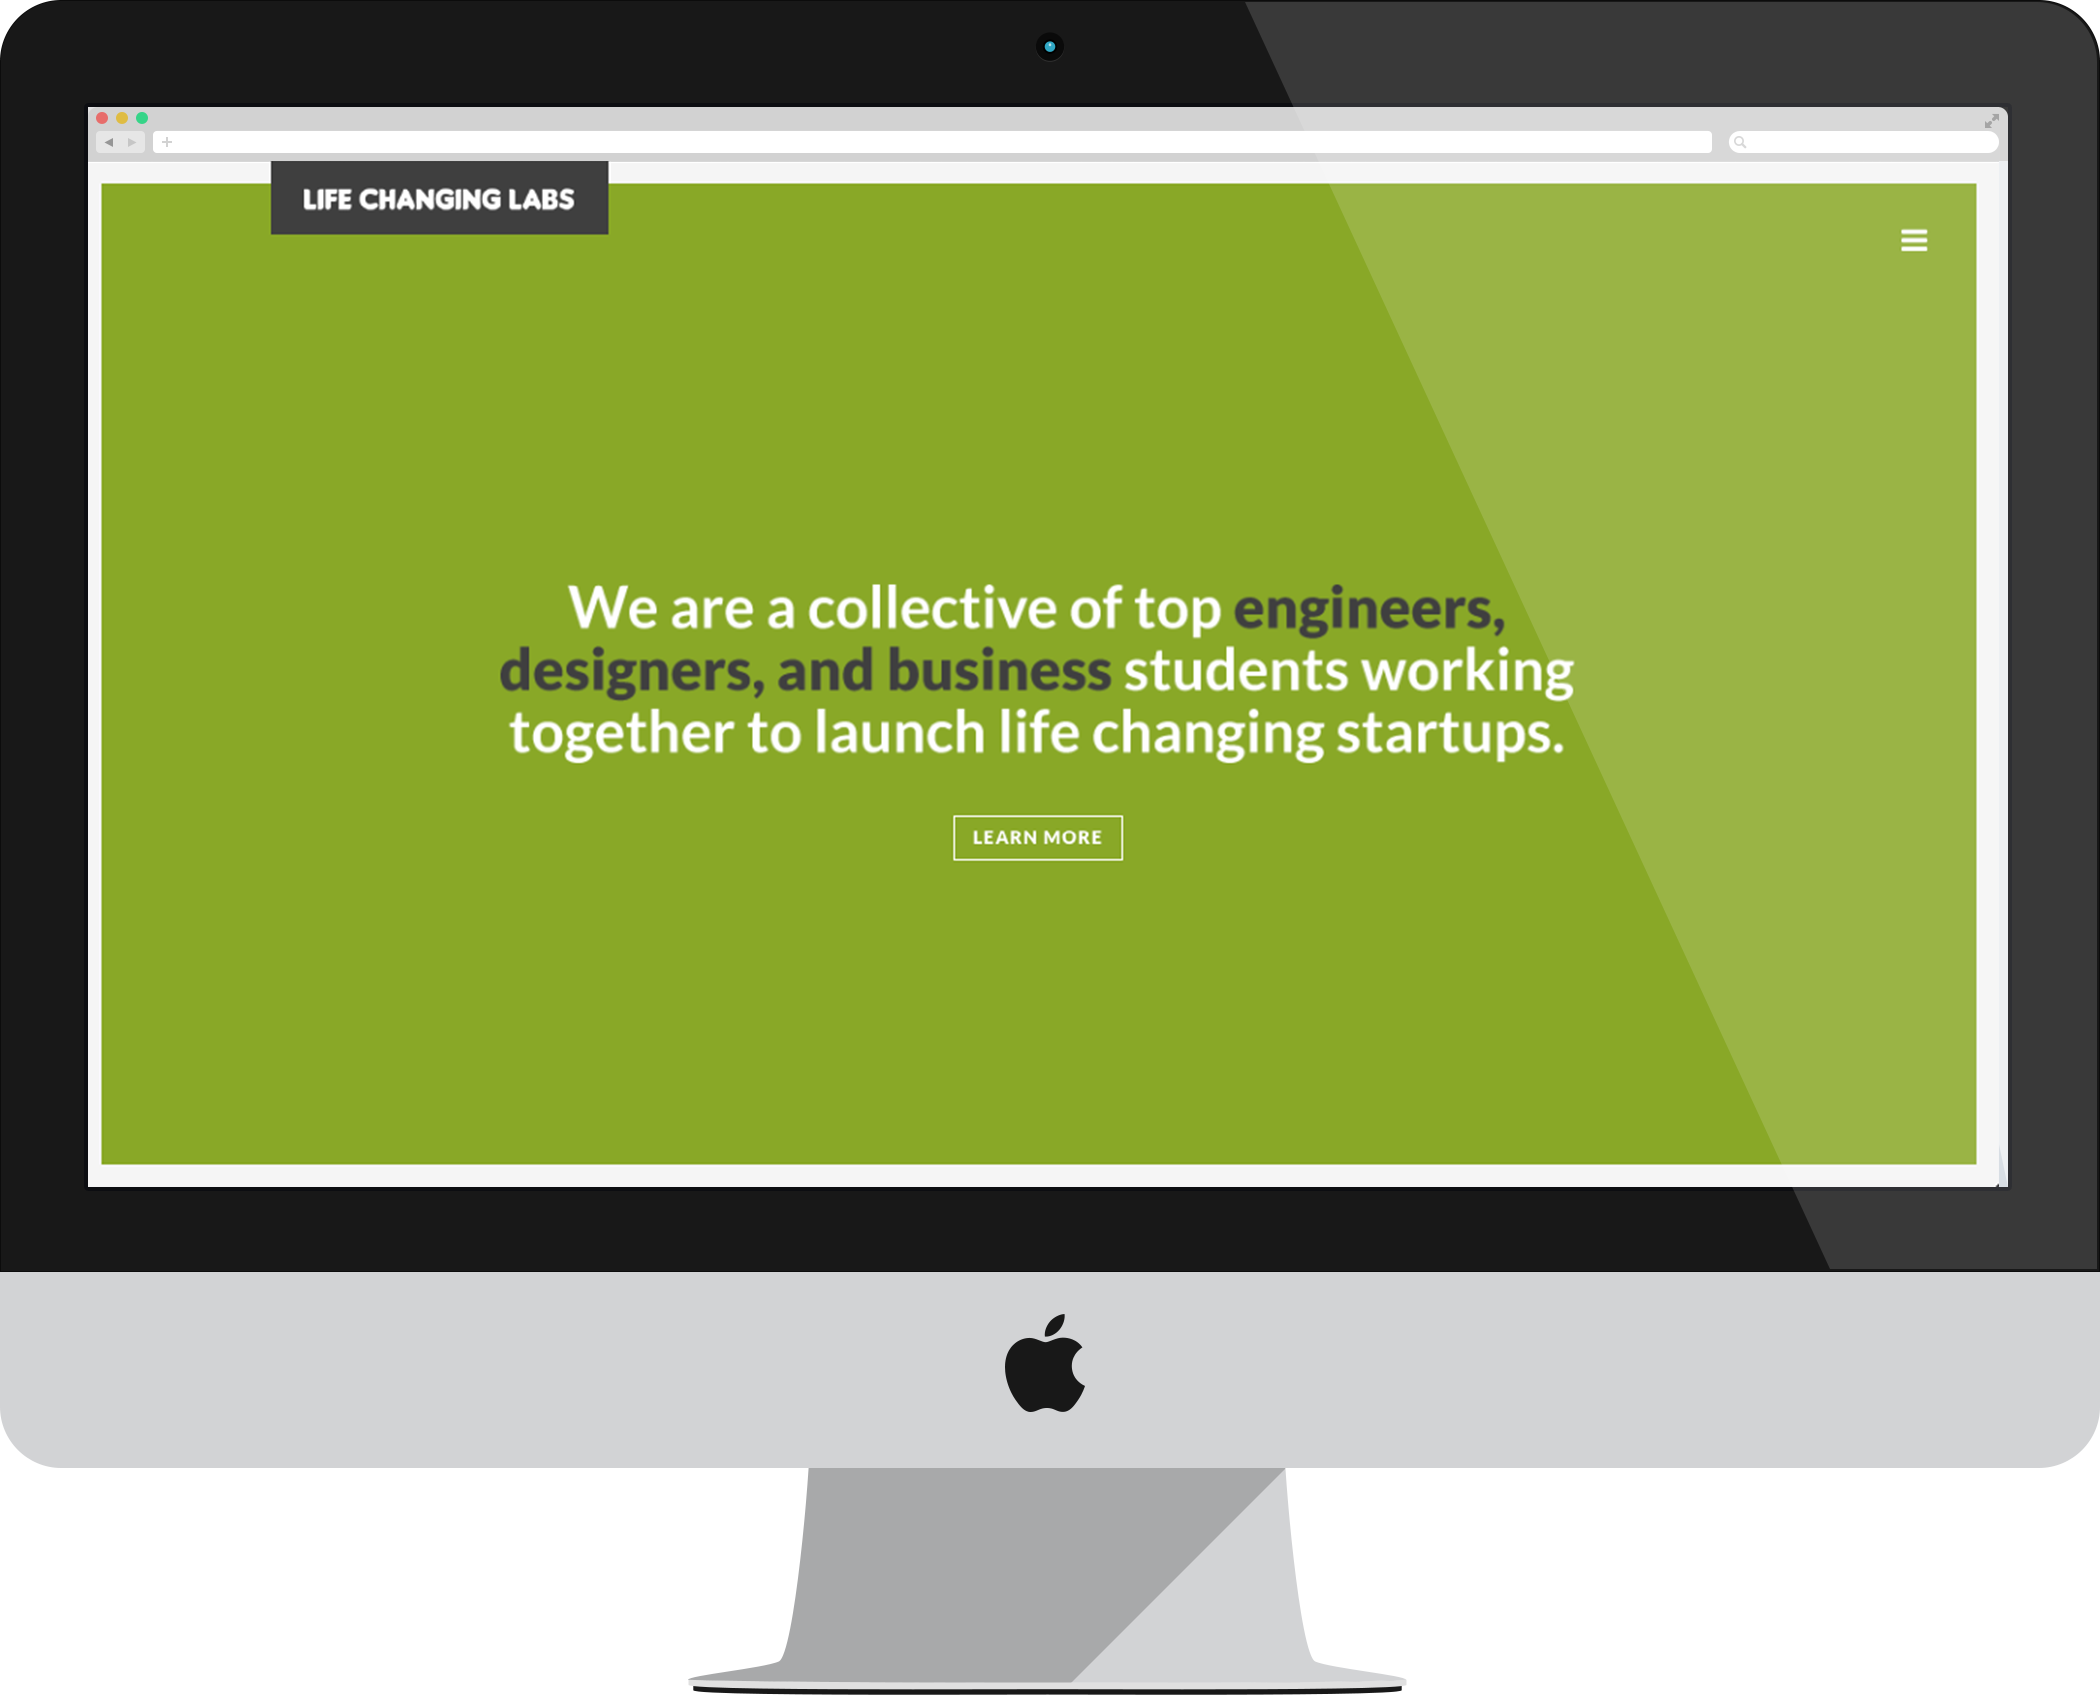 LIFE CHANGING LABS
We are a collective of top engineers,
designers, and business students working
together to launch life changing startups.
LEARN MORE